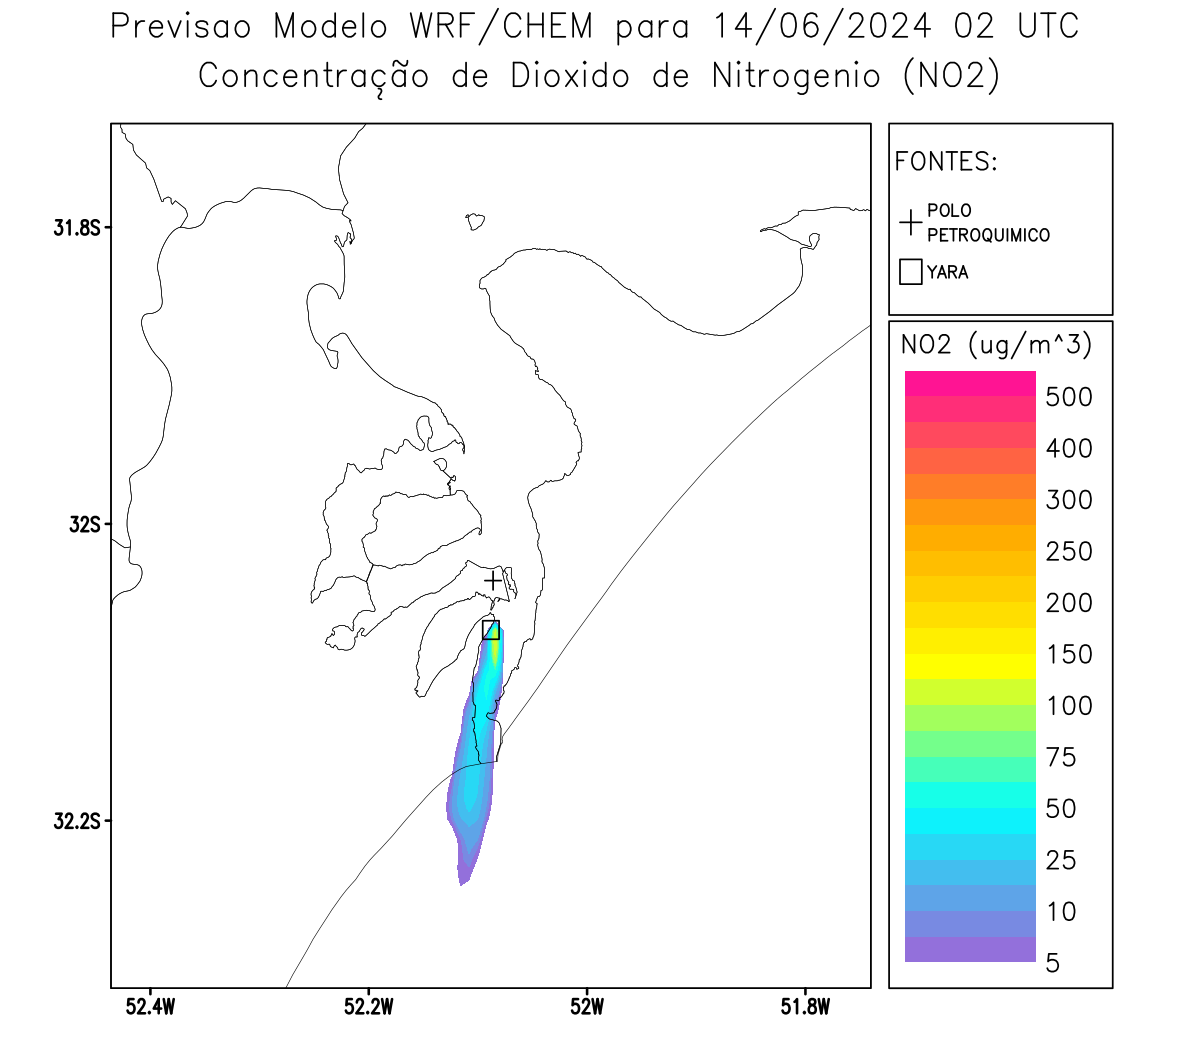 Previsao Modelo WRF/CHEM para 14/06/2024 02 UTC
Concentração de Dioxido de Nitrogenio (NO2)
FONTES:
POLO
PETROQUIMICO
YARA
NO2 (ug/m^3)
500
400
300
250
200
150
100
75
50
25
10
5
31.8S
32S
32.2S
52.4W
52.2W
52W
51.8W